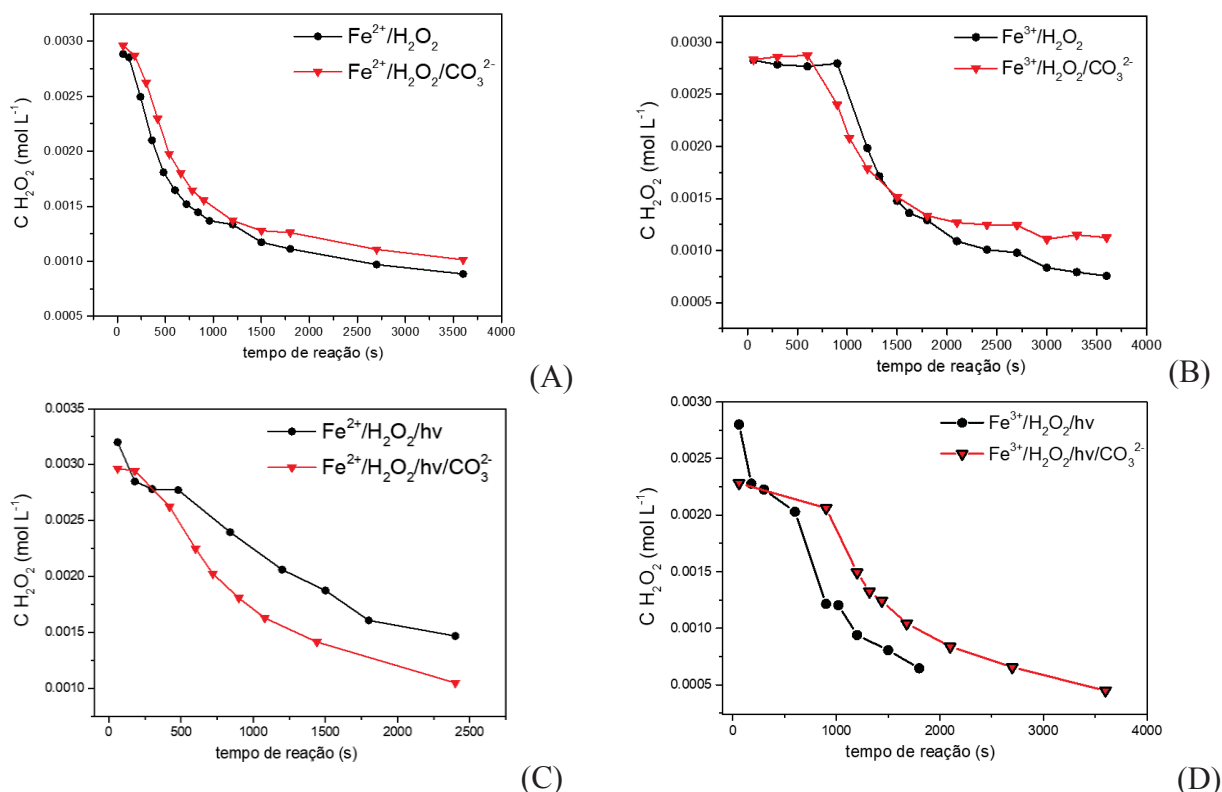 Fe²⁺/H₂O₂
Fe²⁺/H₂O₂/CO₃²⁻
0.0030
0.0025
0.0020
0.0015
0.0010
0.0005
C H₂O₂ (mol L⁻¹)
0 500 1000 1500 2000 2500 3000 3500 4000
tempo de reação (s)
(A)
Fe³⁺/H₂O₂
Fe³⁺/H₂O₂/CO₃²⁻
0.0030
0.0025
0.0020
0.0015
0.0010
0.0005
C H₂O₂ (mol L⁻¹)
0 500 1000 1500 2000 2500 3000 3500 4000
tempo de reação (s)
(B)
Fe²⁺/H₂O₂/hv
Fe²⁺/H₂O₂/hv/CO₃²⁻
0.0035
0.0030
0.0025
0.0020
0.0015
0.0010
C H₂O₂ (mol L⁻¹)
0 500 1000 1500 2000 2500
tempo de reação (s)
(C)
Fe³⁺/H₂O₂/hv
Fe³⁺/H₂O₂/hv/CO₃²⁻
0.0030
0.0025
0.0020
0.0015
0.0010
0.0005
C H₂O₂ (mol L⁻¹)
0 1000 2000 3000 4000
tempo de reação (s)
(D)